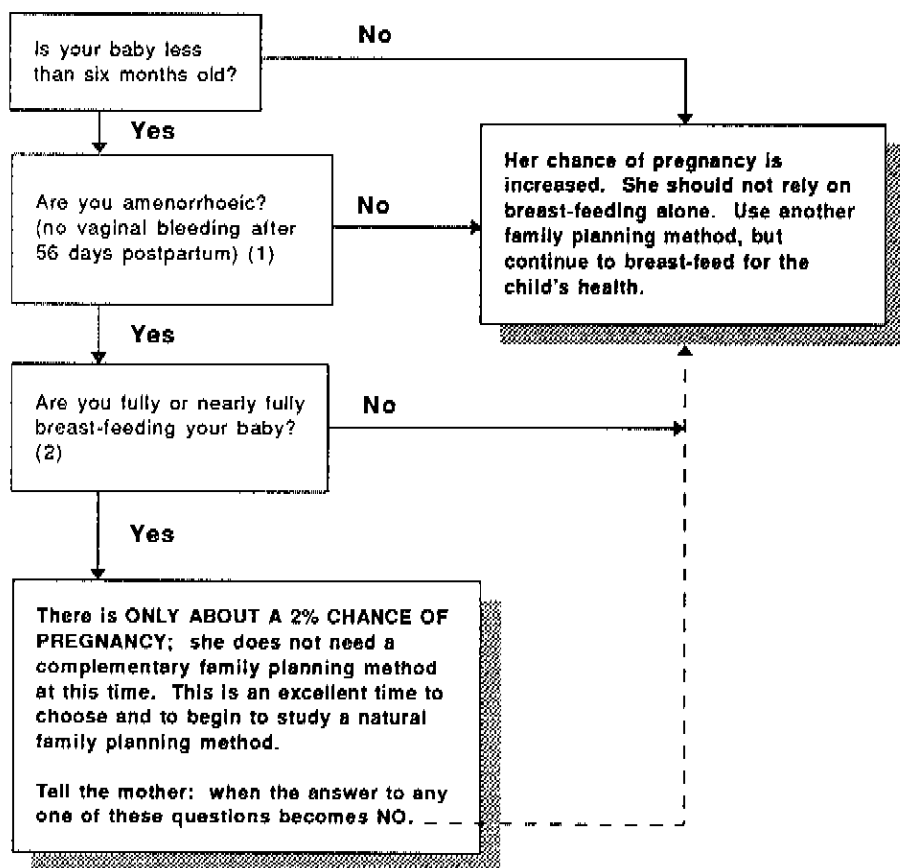 Is your baby less
than six months old?
No
Yes
Her chance of pregnancy is
increased. She should not rely on
breast-feeding alone. Use another
family planning method, but
continue to breast-feed for the
child's health.
Are you amenorrhoeic?
(no vaginal bleeding after
56 days postpartum) (1)
No
Yes
Are you fully or nearly fully
breast-feeding your baby?
(2)
No
Yes
There is ONLY ABOUT A 2% CHANCE OF
PREGNANCY; she does not need a
complementary family planning method
at this time. This is an excellent time to
choose and to begin to study a natural
family planning method.
Tell the mother: when the answer to any
one of these questions becomes NO.